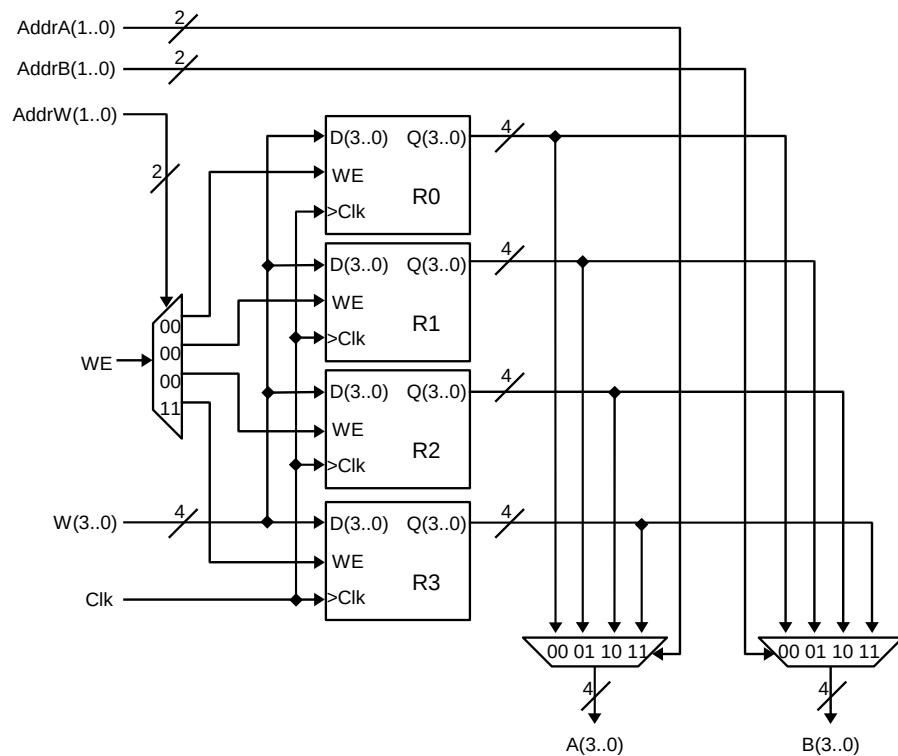 AddrA(1..0)
2
AddrB(1..0)
2
AddrW(1..0)
2
D(3..0) Q(3..0)
4
WE
R0
>Clk
D(3..0) Q(3..0)
4
WE
R1
>Clk
00
00
00
11
WE
D(3..0) Q(3..0)
4
WE
R2
>Clk
W(3..0)
4
D(3..0) Q(3..0)
4
WE
R3
>Clk
Clk
00 01 10 11
00 01 10 11
4
4
A(3..0)
B(3..0)